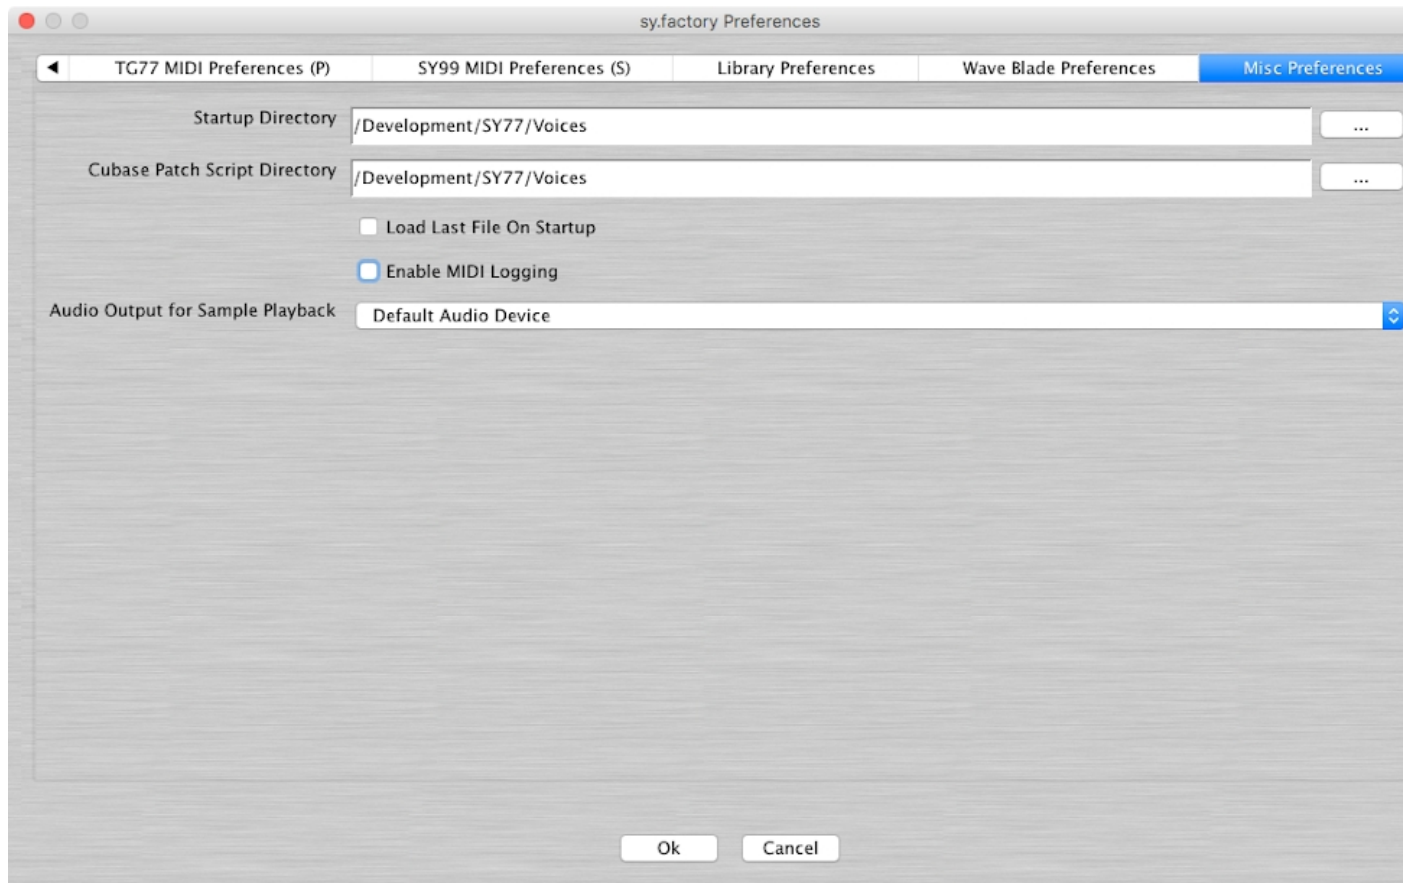 sy.factory Preferences
◀ TG77 MIDI Preferences (P) SY99 MIDI Preferences (S) Library Preferences Wave Blade Preferences Misc Preferences
Startup Directory /Development/SY77/Voices ...
Cubase Patch Script Directory /Development/SY77/Voices ...
Load Last File On Startup
Enable MIDI Logging
Audio Output for Sample Playback Default Audio Device
Ok Cancel